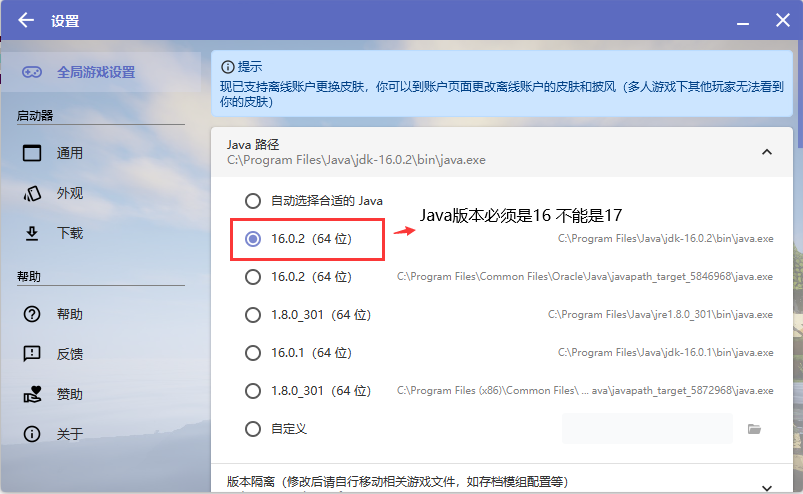 设置
全局游戏设置
启动器
通用
外观
下载
帮助
帮助
反馈
赞助
关于
提示
现已支持离线账户更换皮肤，你可以到账户页面更改离线账户的皮肤和披风（多人游戏下其他玩家无法看到
你的皮肤）
Java 路径
C:\Program Files\Java\jdk-16.0.2\bin\java.exe
自动选择合适的 Java
Java版本必须是16 不能是17
16.0.2（64 位） C:\Program Files\Java\jdk-16.0.2\bin\java.exe
16.0.2（64 位） C:\Program Files\Common Files\Oracle\Java\javapath_target_5846968\java.exe
1.8.0_301（64 位） C:\Program Files\Java\jre1.8.0_301\bin\java.exe
16.0.1（64 位） C:\Program Files\Java\jdk-16.0.1\bin\java.exe
1.8.0_301（64 位） C:\Program Files (x86)\Common Files\ ... ava\javapath_target_5872968\java.exe
自定义
版本隔离（修改后请自行移动相关游戏文件，如存档模组配置等）